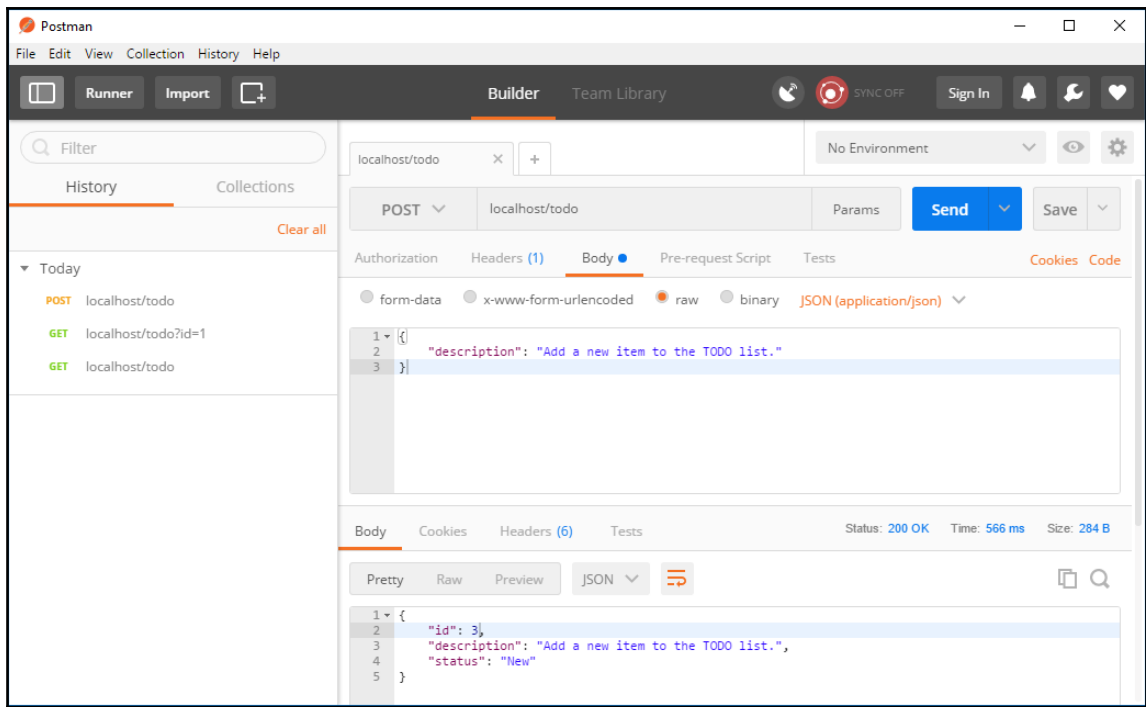 Postman
File Edit View Collection History Help
Runner Import Builder Team Library SYNC OFF Sign In
Filter
History Collections
Clear all
Today
POST localhost/todo
GET localhost/todo?id=1
GET localhost/todo
localhost/todo No Environment
POST localhost/todo Params Send Save
Authorization Headers (1) Body Pre-request Script Tests Cookies Code
form-data x-www-form-urlencoded raw binary JSON (application/json)
1 {
2 "description": "Add a new item to the TODO list."
3 }
Body Cookies Headers (6) Tests Status: 200 OK Time: 566 ms Size: 284 B
Pretty Raw Preview JSON
1 {
2 "id": 3,
3 "description": "Add a new item to the TODO list.",
4 "status": "New"
5 }